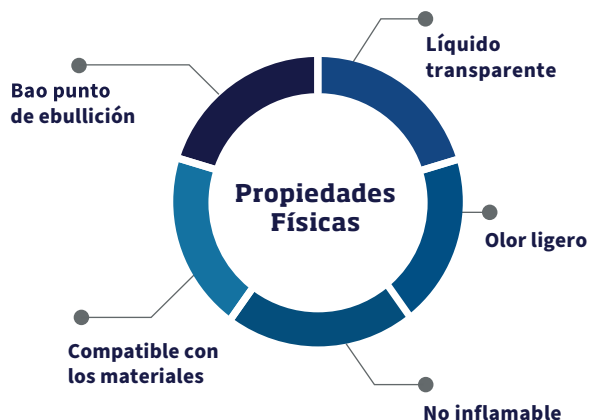 Líquido
transparente
Bao punto
de ebullición
Propiedades
Físicas
Olor ligero
Compatible con
los materiales
No inflamable